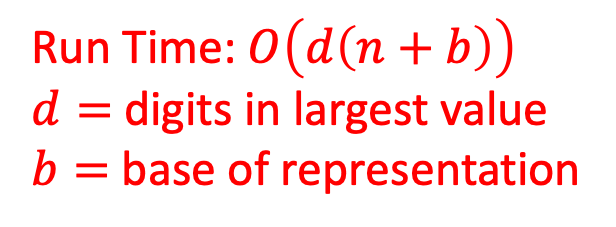 Run Time: O(d(n + b))
d = digits in largest value
b = base of representation